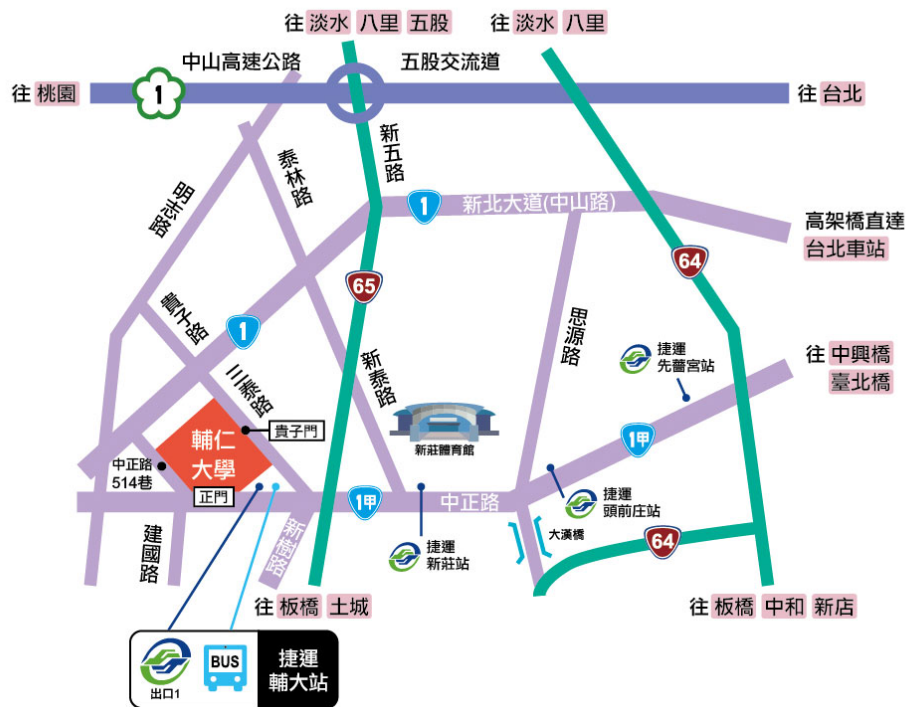 往 淡水 八里 五股
往 淡水 八里
中山高速公路
五股交流道
往 桃園
1
往 台北
新五路
泰林路
明志路
1
新北大道(中山路)
高架橋直達
台北車站
64
65
貴子路
1
思源路
捷運
先嗇宮站
往 中興橋
臺北橋
新泰路
三泰路
輔仁
大學
貴子門
新莊體育館
1甲
中正路
514巷
正門
1甲
中正路
捷運
頭前庄站
大漢橋
64
捷運
新莊站
建國路
新樹路
往 板橋 土城
往 板橋 中和 新店
出口1
BUS
捷運
輔大站